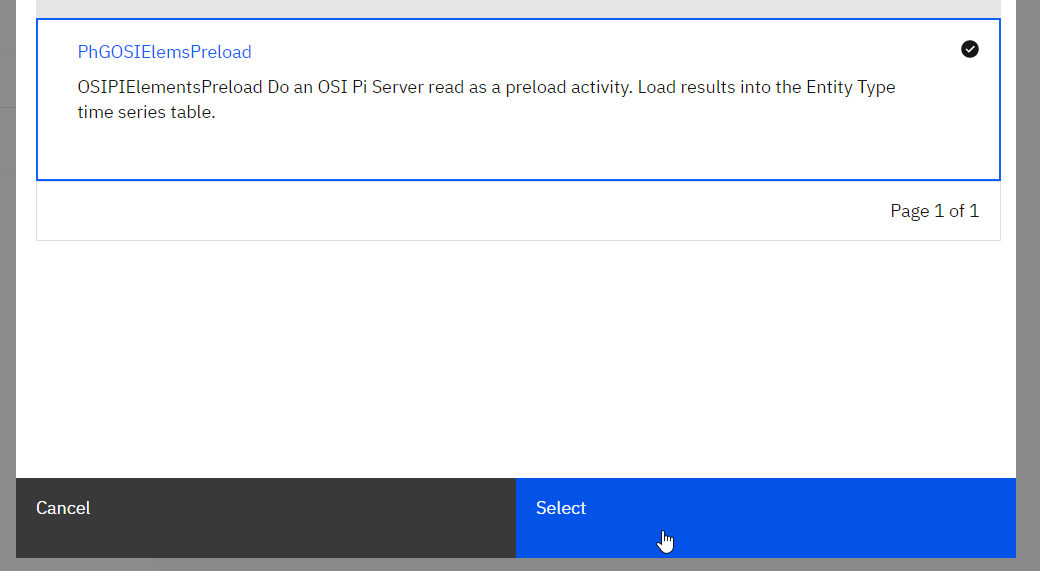 PhGOSIElemsPreload
OSIPIElementsPreload Do an OSI Pi Server read as a preload activity. Load results into the Entity Type
time series table.
Page 1 of 1
Cancel
Select